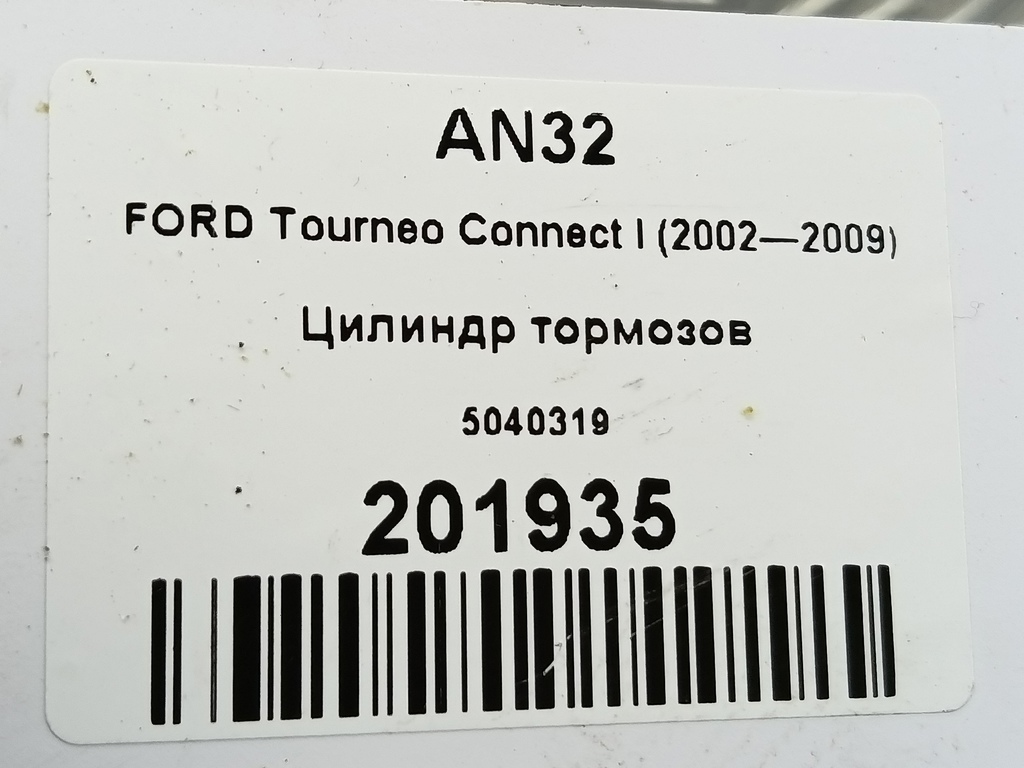 AN32
FORD Tourneo Connect I (2002—2009)
Цилиндр тормозов
5040319
201935